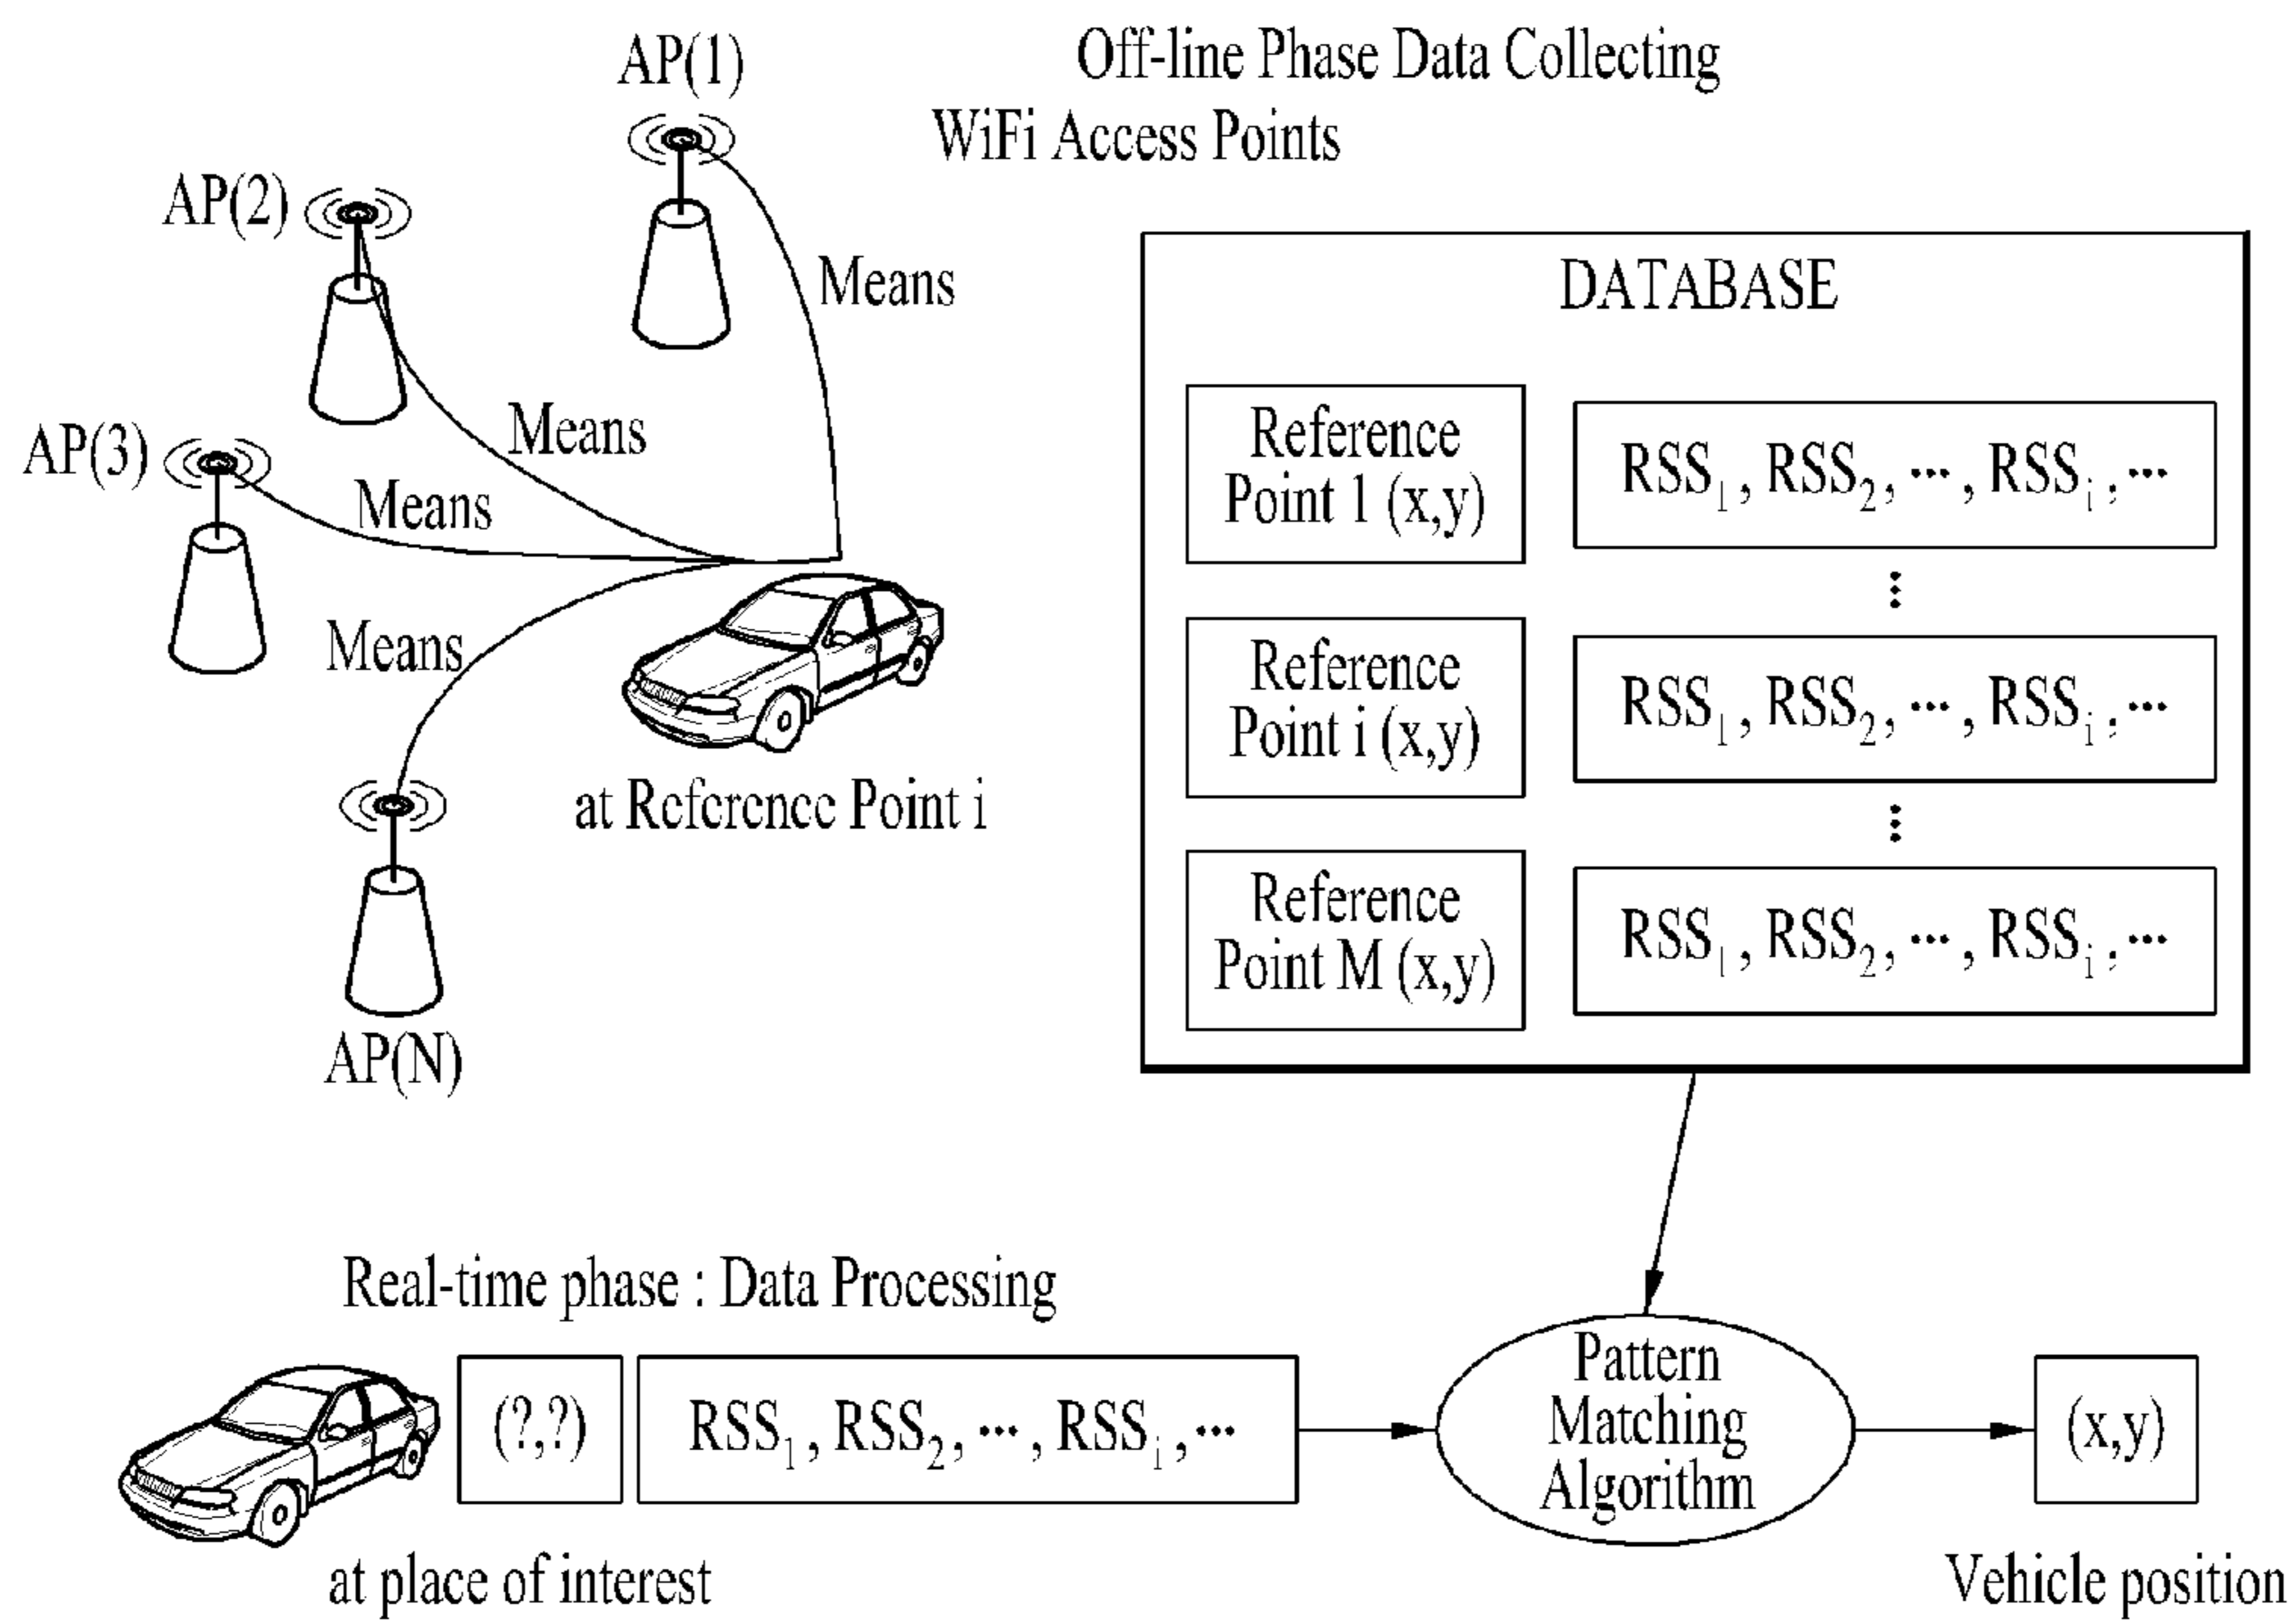 Off-line Phase Data Collecting
WiFi Access Points
AP(1)
AP(2)
AP(3)
AP(N)
Means
Means
Means
Means
at Reference Point i
DATABASE
Reference
Point 1 (x,y)
RSS₁, RSS₂, ···, RSSᵢ, ···
⋮
Reference
Point i (x,y)
RSS₁, RSS₂, ···, RSSᵢ, ···
⋮
Reference
Point M (x,y)
RSS₁, RSS₂, ···, RSSᵢ, ···
Real-time phase : Data Processing
(?,?)
RSS₁, RSS₂, ···, RSSᵢ, ···
at place of interest
Pattern
Matching
Algorithm
(x,y)
Vehicle position